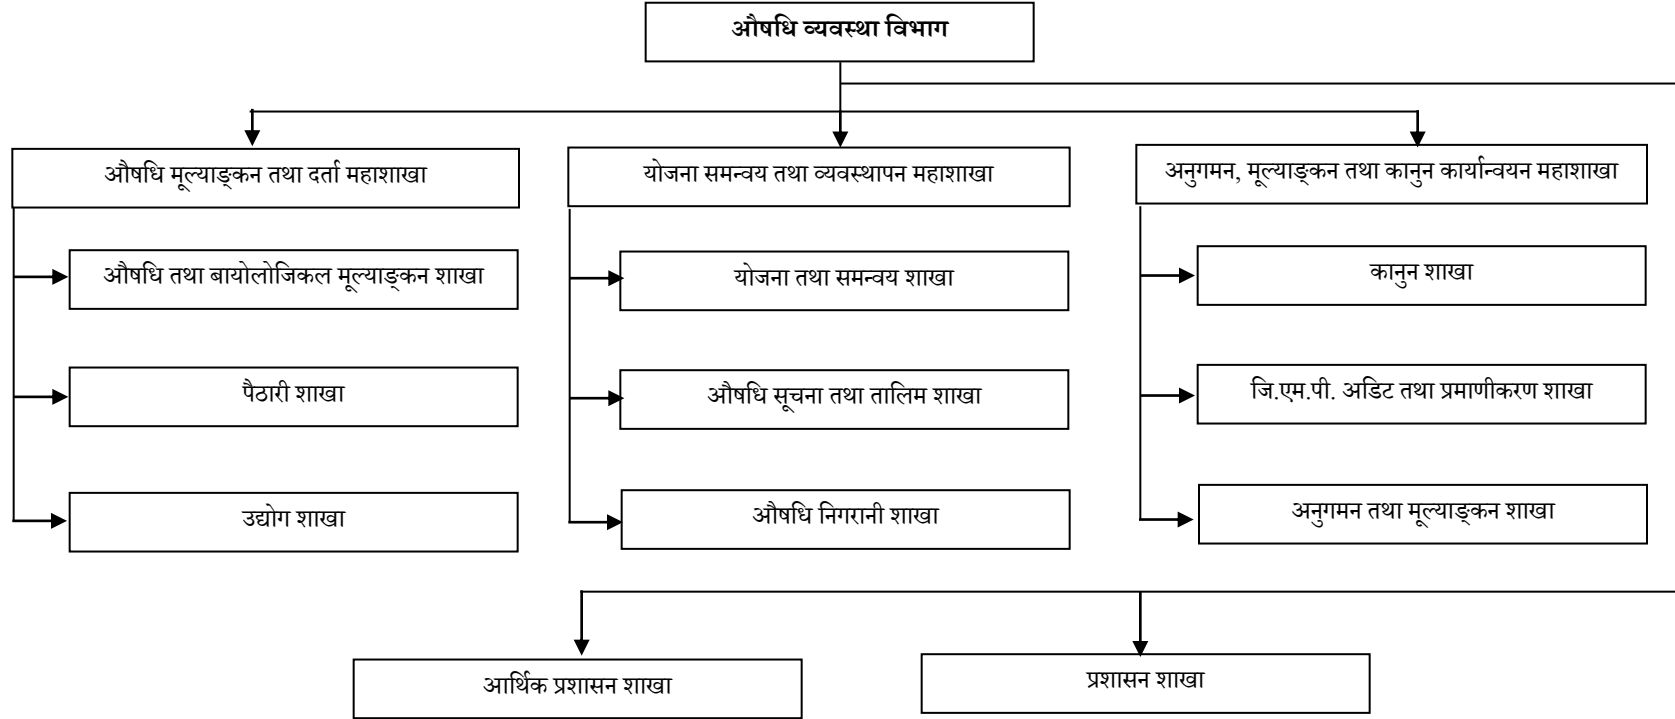 औषधि व्यवस्था विभाग
औषधि मूल्याङ्कन तथा दर्ता महाशाखा
औषधि तथा बायोलोजिकल मूल्याङ्कन शाखा
पैठारी शाखा
उद्योग शाखा
योजना समन्वय तथा व्यवस्थापन महाशाखा
योजना तथा समन्वय शाखा
औषधि सूचना तथा तालिम शाखा
औषधि निगरानी शाखा
अनुगमन, मूल्याङ्कन तथा कानुन कार्यान्वयन महाशाखा
कानुन शाखा
जि.एम.पी. अडिट तथा प्रमाणीकरण शाखा
अनुगमन तथा मूल्याङ्कन शाखा
आर्थिक प्रशासन शाखा
प्रशासन शाखा